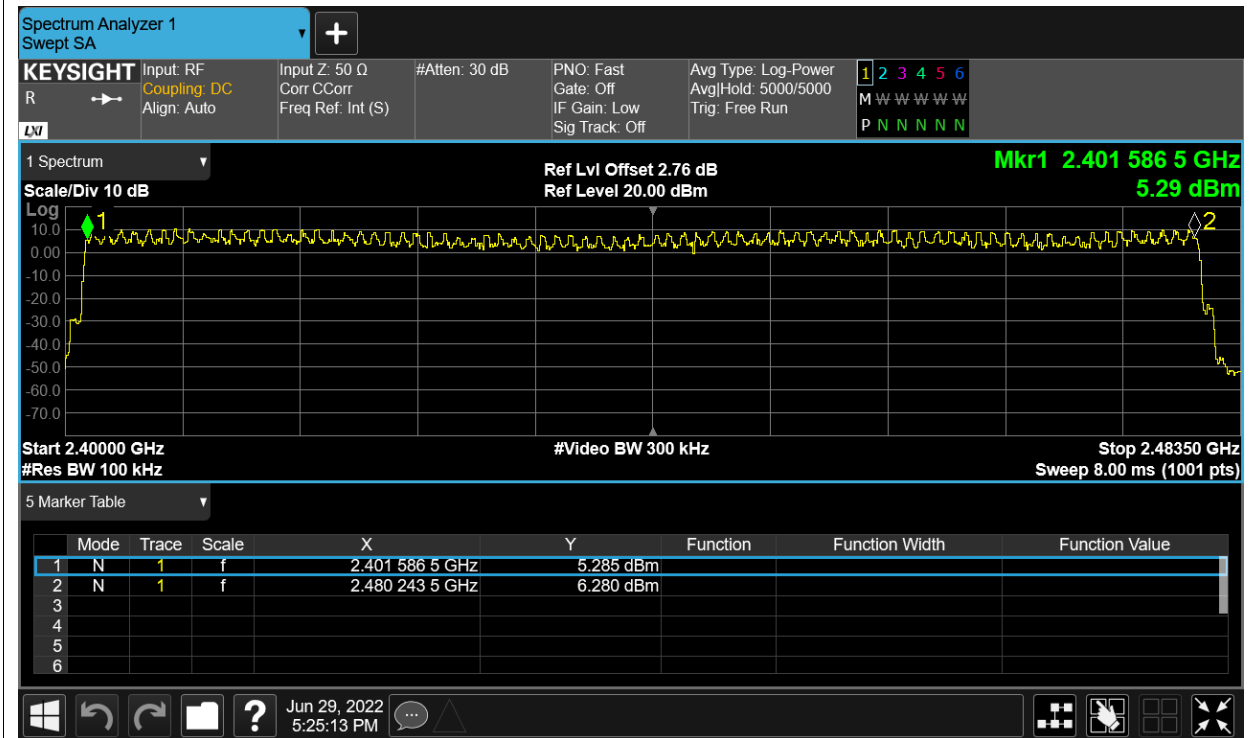 Spectrum Analyzer 1
Swept SA
KEYSIGHT
R
LXI
Input: RF
Coupling: DC
Align: Auto
Input Z: 50 Ω
Corr CCorr
Freq Ref: Int (S)
#Atten: 30 dB
PNO: Fast
Gate: Off
IF Gain: Low
Sig Track: Off
Avg Type: Log-Power
Avg|Hold: 5000/5000
Trig: Free Run
1 2 3 4 5 6
M W W W W W
P N N N N N
1 Spectrum
Scale/Div 10 dB
Ref Lvl Offset 2.76 dB
Ref Level 20.00 dBm
Mkr1 2.401 586 5 GHz
5.29 dBm
Log
1
2
10.0
0.00
-10.0
-20.0
-30.0
-40.0
-50.0
-60.0
-70.0
Start 2.40000 GHz
#Res BW 100 kHz
#Video BW 300 kHz
Stop 2.48350 GHz
Sweep 8.00 ms (1001 pts)
5 Marker Table
Mode Trace Scale X Y Function Function Width Function Value
1 N 1 f 2.401 586 5 GHz 5.285 dBm
2 N 1 f 2.480 243 5 GHz 6.280 dBm
3
4
5
6
?
Jun 29, 2022
5:25:13 PM